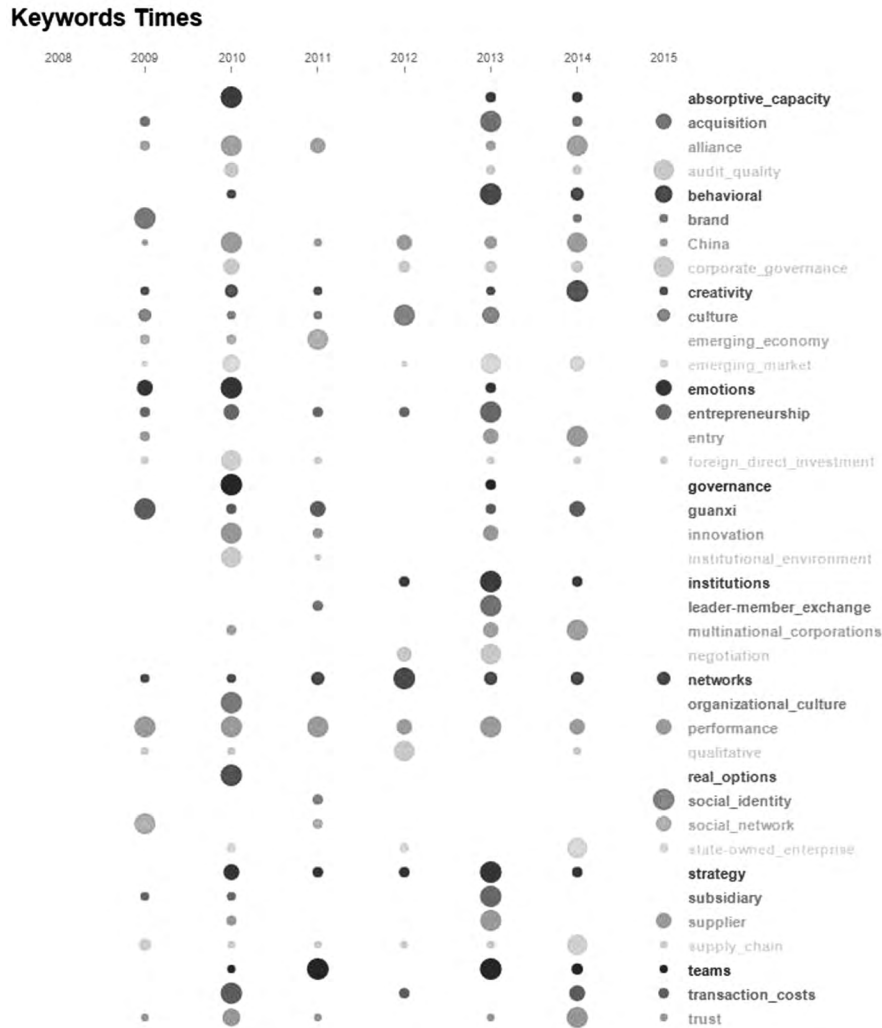 Keywords Times
2008 2009 2010 2011 2012 2013 2014 2015
absorptive_capacity
acquisition
alliance
audit_quality
behavioral
brand
China
corporate_governance
creativity
culture
emerging_economy
emerging_market
emotions
entrepreneurship
entry
foreign_direct_investment
governance
guanxi
innovation
institutional_environment
institutions
leader-member_exchange
multinational_corporations
negotiation
networks
organizational_culture
performance
qualitative
real_options
social_identity
social_network
state-owned_enterprise
strategy
subsidiary
supplier
supply_chain
teams
transaction_costs
trust